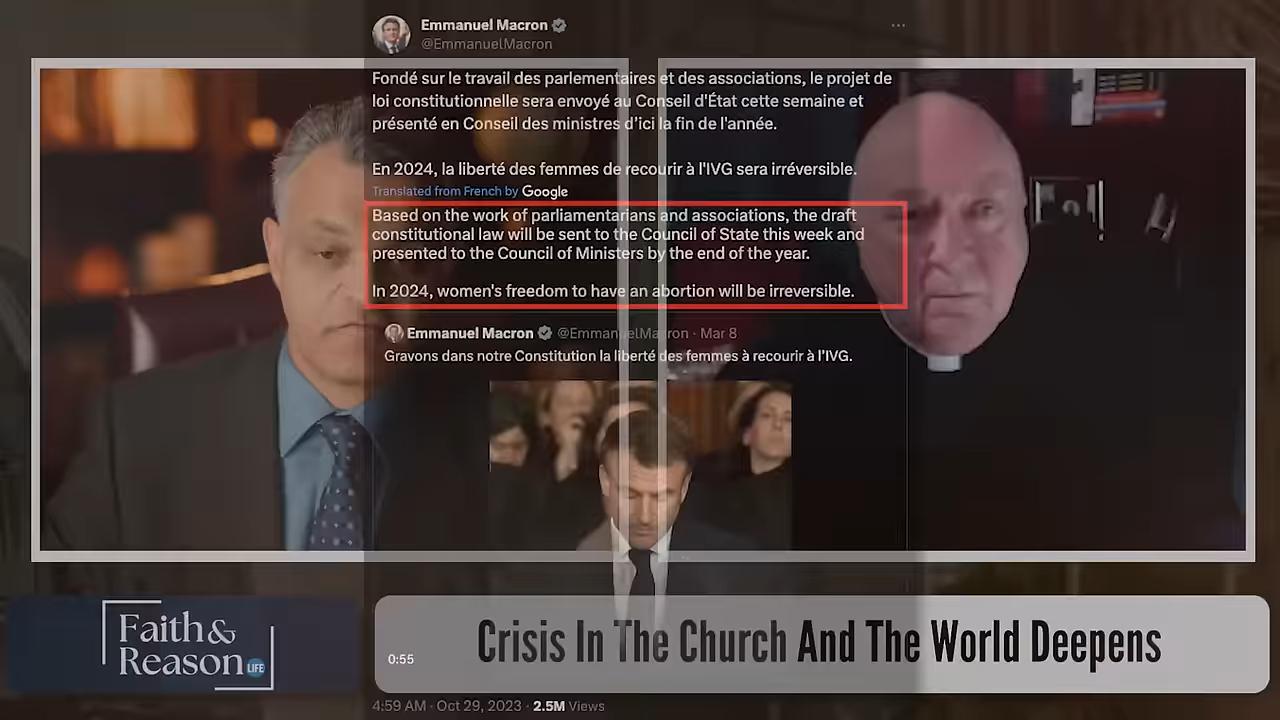 Emmanuel Macron
@EmmanuelMacron
Fondé sur le travail des parlementaires et des associations, le projet de
loi constitutionnelle sera envoyé au Conseil d'État cette semaine et
présenté en Conseil des ministres d'ici la fin de l'année.
En 2024, la liberté des femmes de recourir à l'IVG sera irréversible.
Translated from French by Google
Based on the work of parliamentarians and associations, the draft
constitutional law will be sent to the Council of State this week and
presented to the Council of Ministers by the end of the year.
In 2024, women's freedom to have an abortion will be irreversible.
Emmanuel Macron @EmmanuelMacron · Mar 8
Gravons dans notre Constitution la liberté des femmes à recourir à l'IVG.
Faith &
Reason LIFE
0:55
Crisis In The Church And The World Deepens
4:59 AM · Oct 29, 2023 · 2.5M Views